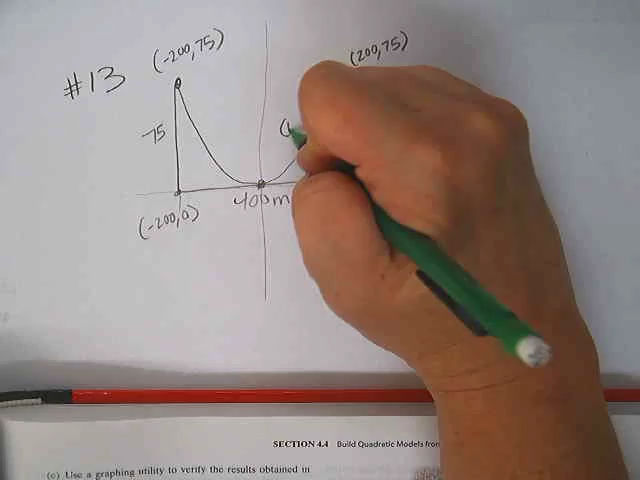 #13
(-200,75)
(200,75)
75
(-200,0)
400m
SECTION 4.4 Build Quadratic Models from
(c) Use a graphing utility to verify the results obtained in